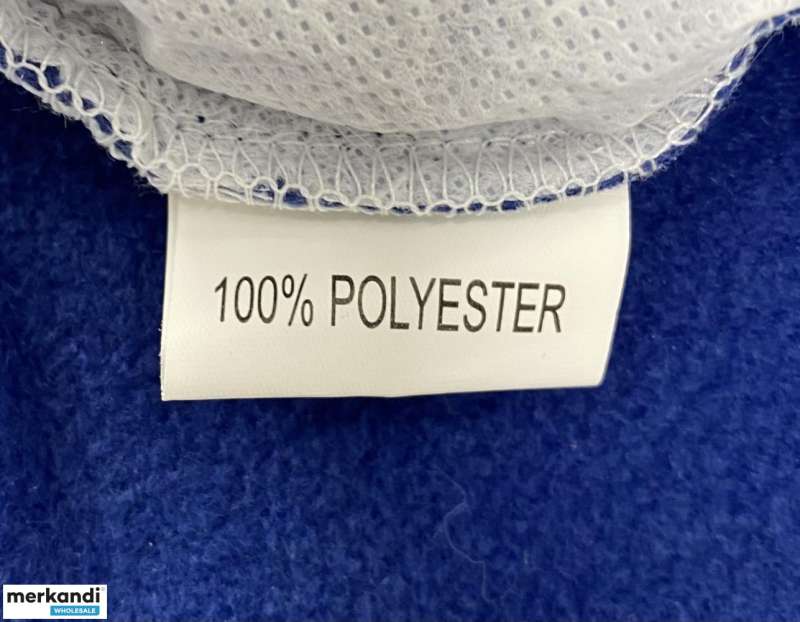 100% POLYESTER
merkandi
WHOLESALE